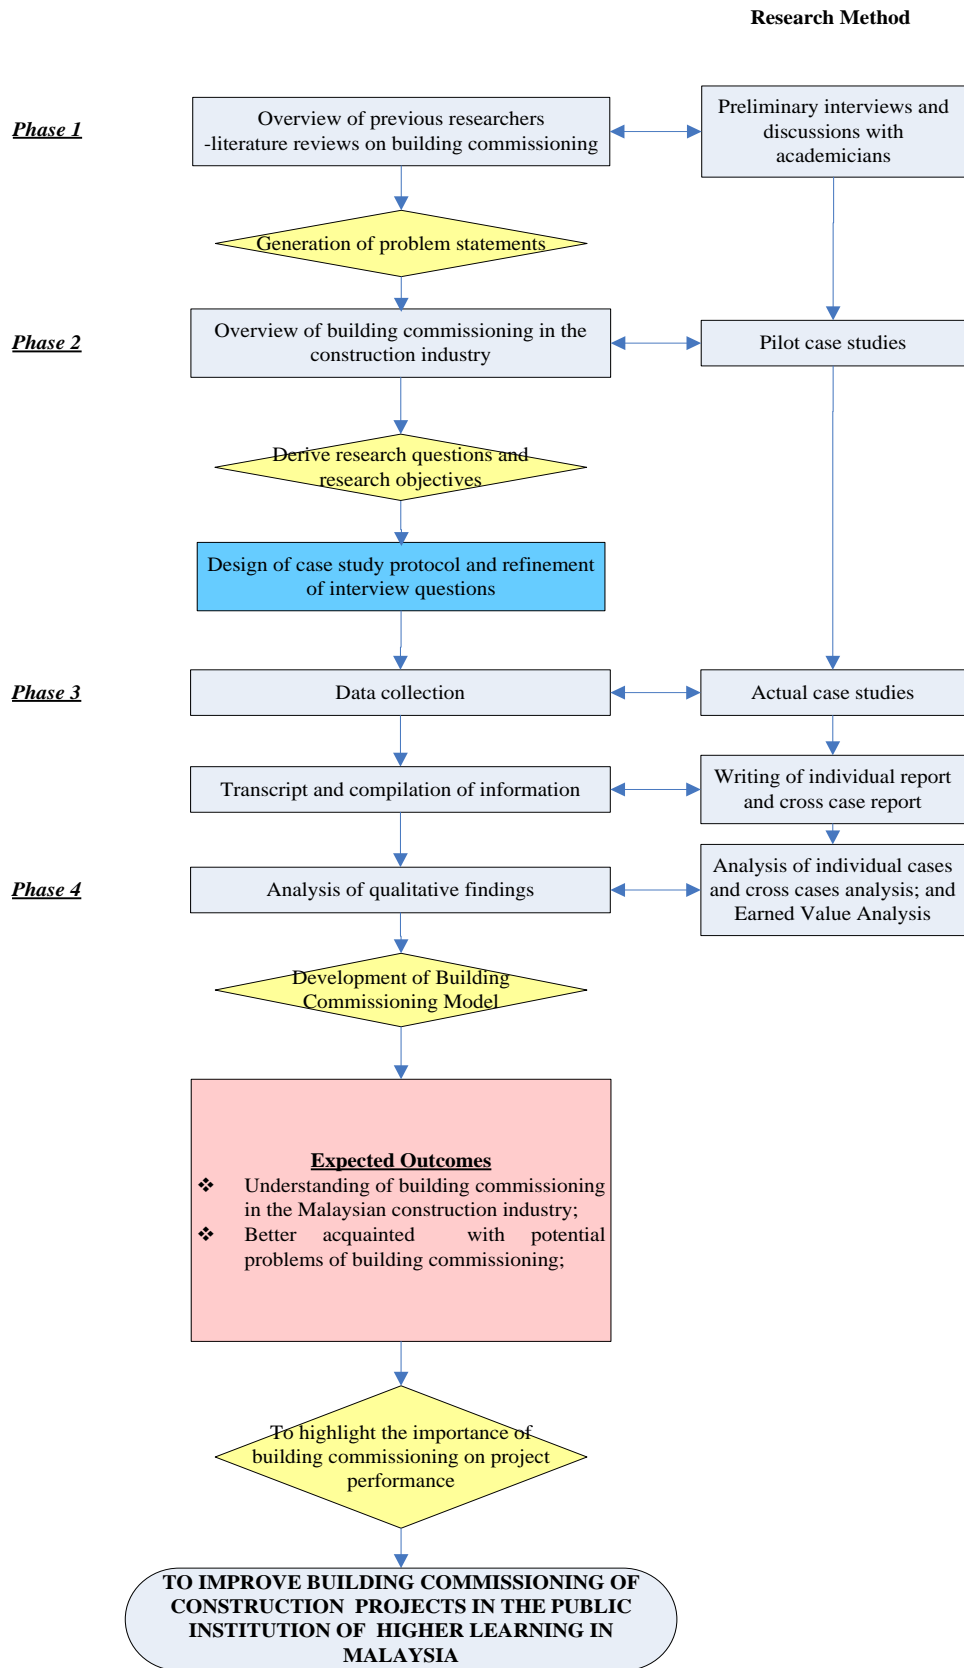 Research Method
Phase 1
Overview of previous researchers
-literature reviews on building commissioning
Preliminary interviews and
discussions with
academicians
Generation of problem statements
Phase 2
Overview of building commissioning in the
construction industry
Pilot case studies
Derive research questions and
research objectives
Design of case study protocol and refinement
of interview questions
Phase 3
Data collection
Actual case studies
Transcript and compilation of information
Writing of individual report
and cross case report
Phase 4
Analysis of qualitative findings
Analysis of individual cases
and cross cases analysis; and
Earned Value Analysis
Development of Building
Commissioning Model
Expected Outcomes
❖ Understanding of building commissioning
in the Malaysian construction industry;
❖ Better acquainted with potential
problems of building commissioning;
To highlight the importance of
building commissioning on project
performance
TO IMPROVE BUILDING COMMISSIONING OF
CONSTRUCTION PROJECTS IN THE PUBLIC
INSTITUTION OF HIGHER LEARNING IN
MALAYSIA